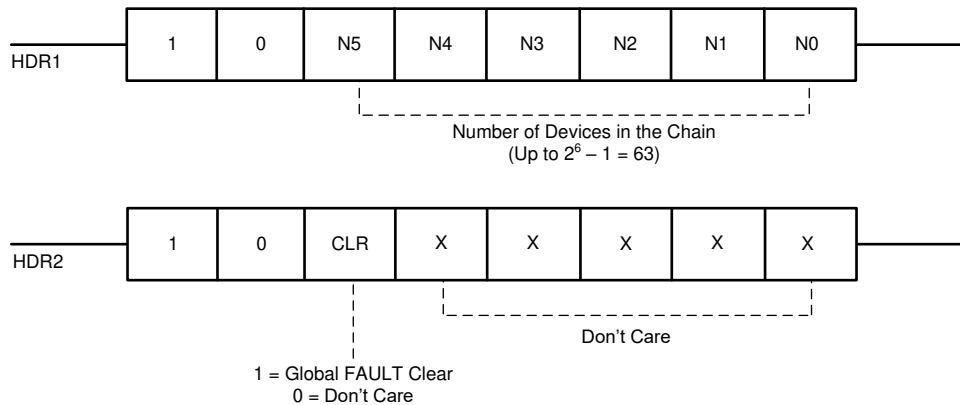 1 0 N5 N4 N3 N2 N1 N0
HDR1
Number of Devices in the Chain
(Up to 2⁶ – 1 = 63)
1 0 CLR X X X X X
HDR2
Don't Care
1 = Global FAULT Clear
0 = Don't Care